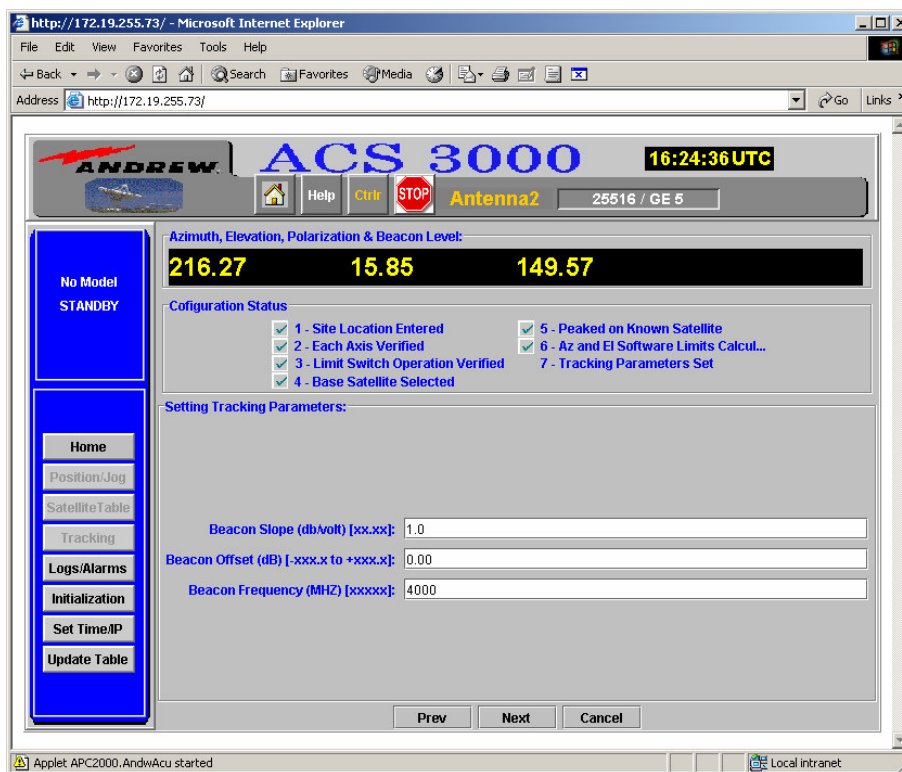 http://172.19.255.73/ - Microsoft Internet Explorer
File Edit View Favorites Tools Help
Back Search Favorites Media
Address http://172.19.255.73/ Go Links
ANDREW. ACS 3000 16:24:36 UTC
Help Ctrlr STOP Antenna2 25516 / GE 5
No Model
STANDBY
Azimuth, Elevation, Polarization & Beacon Level:
216.27 15.85 149.57
Cofiguration Status
1 - Site Location Entered
2 - Each Axis Verified
3 - Limit Switch Operation Verified
4 - Base Satellite Selected
5 - Peaked on Known Satellite
6 - Az and El Software Limits Calcul...
7 - Tracking Parameters Set
Home
Position/Jog
SatelliteTable
Tracking
Logs/Alarms
Initialization
Set Time/IP
Update Table
Setting Tracking Parameters:
Beacon Slope (db/volt) [xx.xx]: 1.0
Beacon Offset (dB) [-xxx.x to +xxx.x]: 0.00
Beacon Frequency (MHZ) [xxxxx]: 4000
Prev Next Cancel
Applet APC2000.AndwAcu started Local intranet